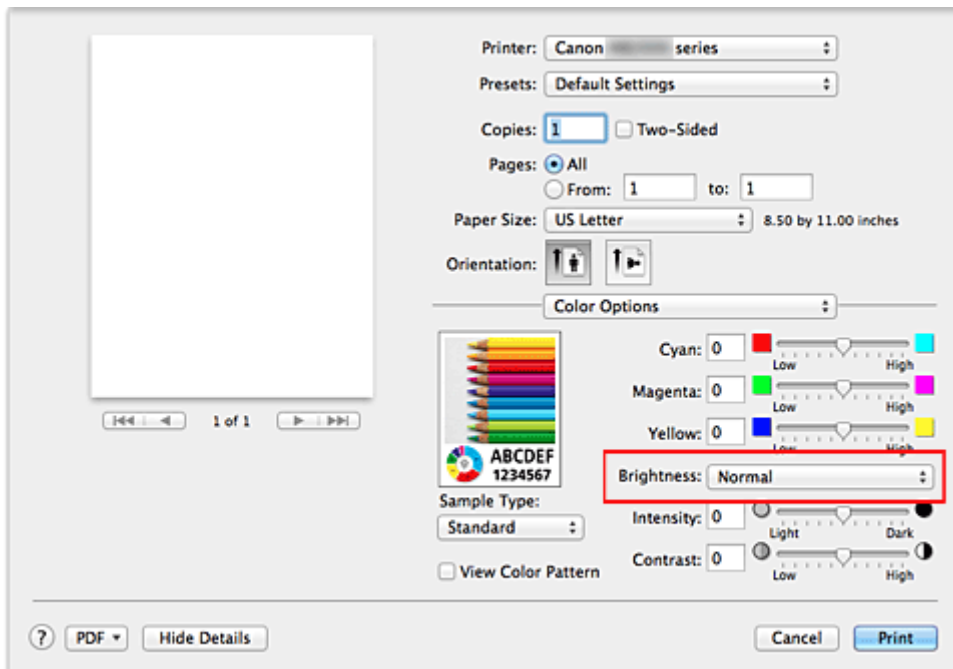 Printer: Canon series
Presets: Default Settings
Copies: 1 Two-Sided
Pages: All
From: 1 to: 1
Paper Size: US Letter 8.50 by 11.00 inches
Orientation:
Color Options
Cyan: 0
Low High
Magenta: 0
Low High
Yellow: 0
Low High
Brightness: Normal
Intensity: 0
Light Dark
Contrast: 0
Low High
ABCDEF
1234567
Sample Type:
Standard
View Color Pattern
1 of 1
? PDF Hide Details Cancel Print